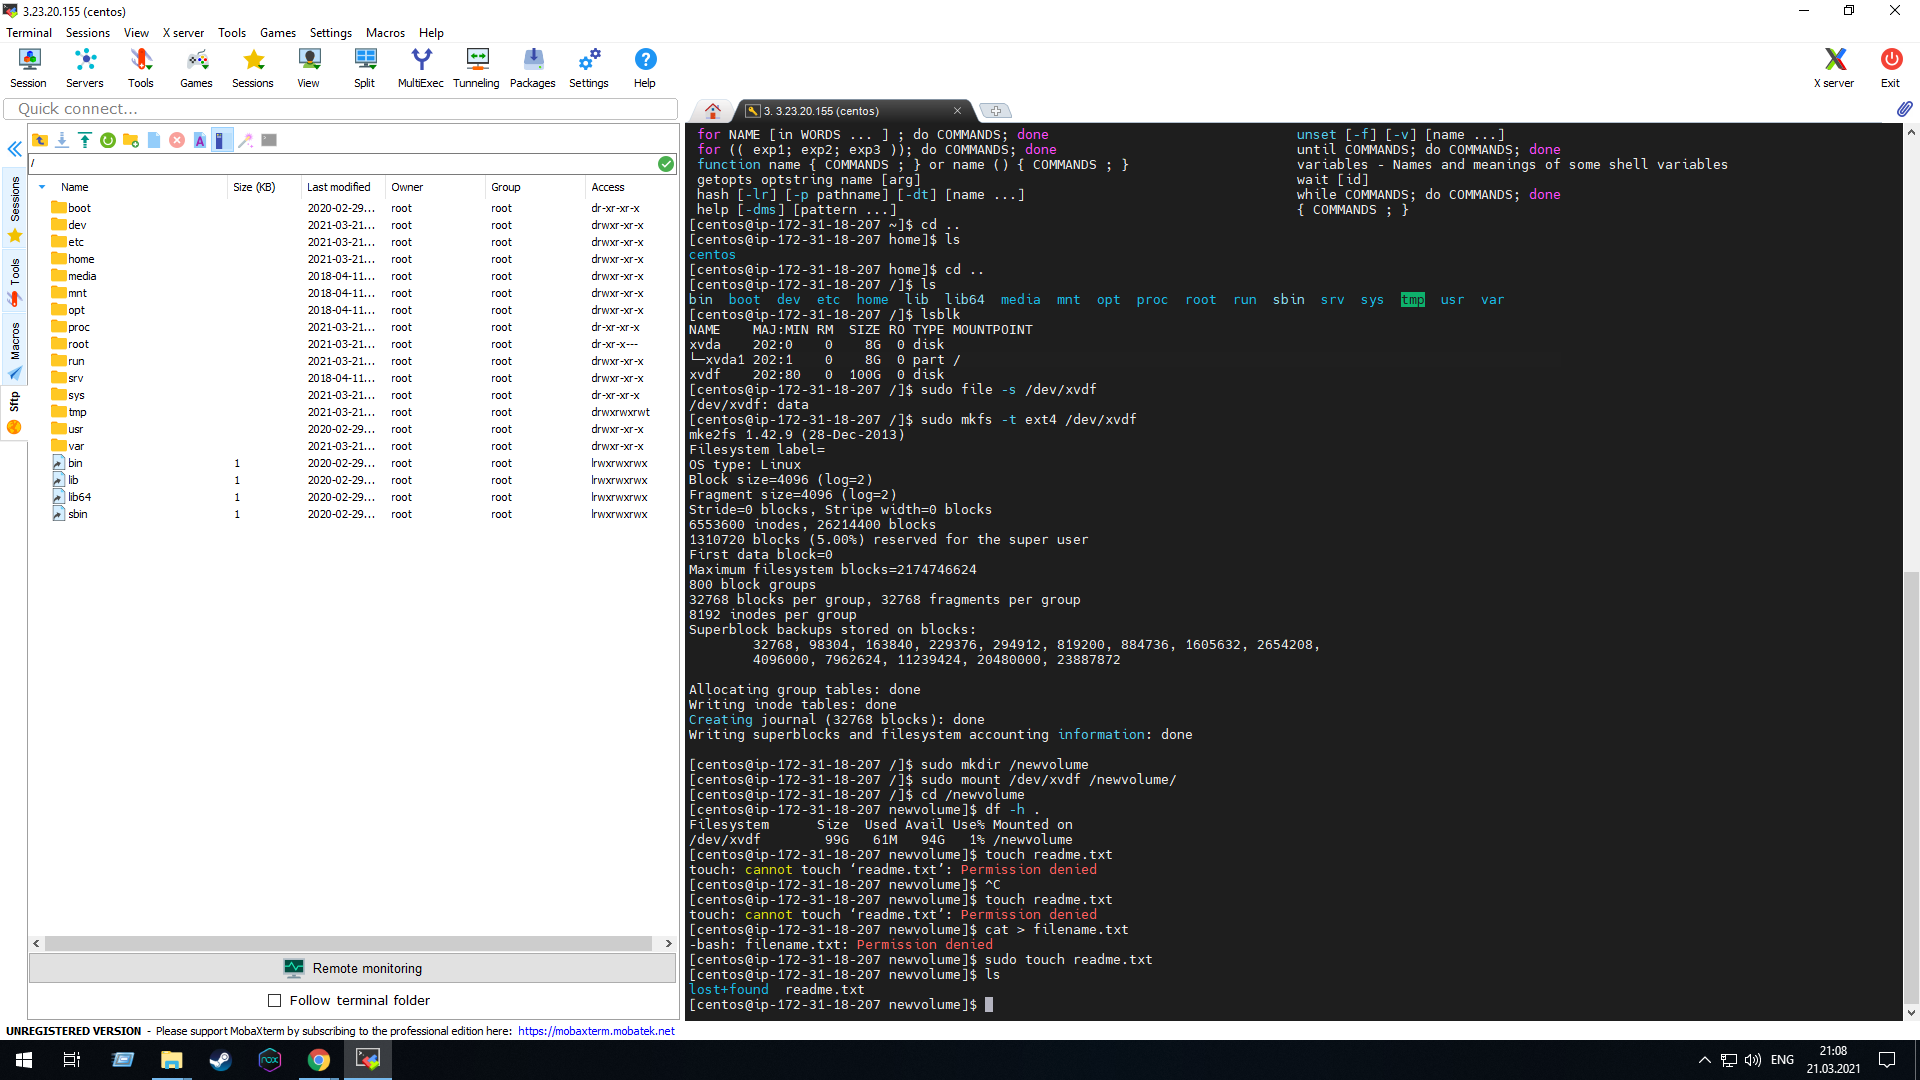 3.23.20.155 (centos)
Terminal Sessions View X server Tools Games Settings Macros Help
Session Servers Tools Games Sessions View Split MultiExec Tunneling Packages Settings Help X server Exit
Quick connect...
3. 3.23.20.155 (centos)
/
Name Size (KB) Last modified Owner Group Access
boot 2020-02-29... root root dr-xr-xr-x
dev 2021-03-21... root root drwxr-xr-x
etc 2021-03-21... root root drwxr-xr-x
home 2021-03-21... root root drwxr-xr-x
media 2018-04-11... root root drwxr-xr-x
mnt 2018-04-11... root root drwxr-xr-x
opt 2018-04-11... root root drwxr-xr-x
proc 2021-03-21... root root dr-xr-xr-x
root 2021-03-21... root root dr-xr-x---
run 2021-03-21... root root drwxr-xr-x
srv 2018-04-11... root root drwxr-xr-x
sys 2021-03-21... root root dr-xr-xr-x
tmp 2021-03-21... root root drwxrwxrwt
usr 2020-02-29... root root drwxr-xr-x
var 2021-03-21... root root drwxr-xr-x
bin 1 2020-02-29... root root lrwxrwxrwx
lib 1 2020-02-29... root root lrwxrwxrwx
lib64 1 2020-02-29... root root lrwxrwxrwx
sbin 1 2020-02-29... root root lrwxrwxrwx
Sessions
Tools
Macros
Sftp
Remote monitoring
Follow terminal folder
for NAME [in WORDS ... ] ; do COMMANDS; done unset [-f] [-v] [name ...]
for (( exp1; exp2; exp3 )); do COMMANDS; done until COMMANDS; do COMMANDS; done
function name { COMMANDS ; } or name () { COMMANDS ; } variables - Names and meanings of some shell variables
getopts optstring name [arg] wait [id]
hash [-lr] [-p pathname] [-dt] [name ...] while COMMANDS; do COMMANDS; done
help [-dms] [pattern ...] { COMMANDS ; }
[centos@ip-172-31-18-207 ~]$ cd ..
[centos@ip-172-31-18-207 home]$ ls
centos
[centos@ip-172-31-18-207 home]$ cd ..
[centos@ip-172-31-18-207 /]$ ls
bin boot dev etc home lib lib64 media mnt opt proc root run sbin srv sys tmp usr var
[centos@ip-172-31-18-207 /]$ lsblk
NAME MAJ:MIN RM SIZE RO TYPE MOUNTPOINT
xvda 202:0 0 8G 0 disk
└─xvda1 202:1 0 8G 0 part /
xvdf 202:80 0 100G 0 disk
[centos@ip-172-31-18-207 /]$ sudo file -s /dev/xvdf
/dev/xvdf: data
[centos@ip-172-31-18-207 /]$ sudo mkfs -t ext4 /dev/xvdf
mke2fs 1.42.9 (28-Dec-2013)
Filesystem label=
OS type: Linux
Block size=4096 (log=2)
Fragment size=4096 (log=2)
Stride=0 blocks, Stripe width=0 blocks
6553600 inodes, 26214400 blocks
1310720 blocks (5.00%) reserved for the super user
First data block=0
Maximum filesystem blocks=2174746624
800 block groups
32768 blocks per group, 32768 fragments per group
8192 inodes per group
Superblock backups stored on blocks:
32768, 98304, 163840, 229376, 294912, 819200, 884736, 1605632, 2654208,
4096000, 7962624, 11239424, 20480000, 23887872
Allocating group tables: done
Writing inode tables: done
Creating journal (32768 blocks): done
Writing superblocks and filesystem accounting information: done
[centos@ip-172-31-18-207 /]$ sudo mkdir /newvolume
[centos@ip-172-31-18-207 /]$ sudo mount /dev/xvdf /newvolume/
[centos@ip-172-31-18-207 /]$ cd /newvolume
[centos@ip-172-31-18-207 newvolume]$ df -h .
Filesystem Size Used Avail Use% Mounted on
/dev/xvdf 99G 61M 94G 1% /newvolume
[centos@ip-172-31-18-207 newvolume]$ touch readme.txt
touch: cannot touch ‘readme.txt’: Permission denied
[centos@ip-172-31-18-207 newvolume]$ ^C
[centos@ip-172-31-18-207 newvolume]$ touch readme.txt
touch: cannot touch ‘readme.txt’: Permission denied
[centos@ip-172-31-18-207 newvolume]$ cat > filename.txt
-bash: filename.txt: Permission denied
[centos@ip-172-31-18-207 newvolume]$ sudo touch readme.txt
[centos@ip-172-31-18-207 newvolume]$ ls
lost+found readme.txt
[centos@ip-172-31-18-207 newvolume]$
UNREGISTERED VERSION - Please support MobaXterm by subscribing to the professional edition here: https://mobaxterm.mobatek.net
nox
ENG
21:08
21.03.2021